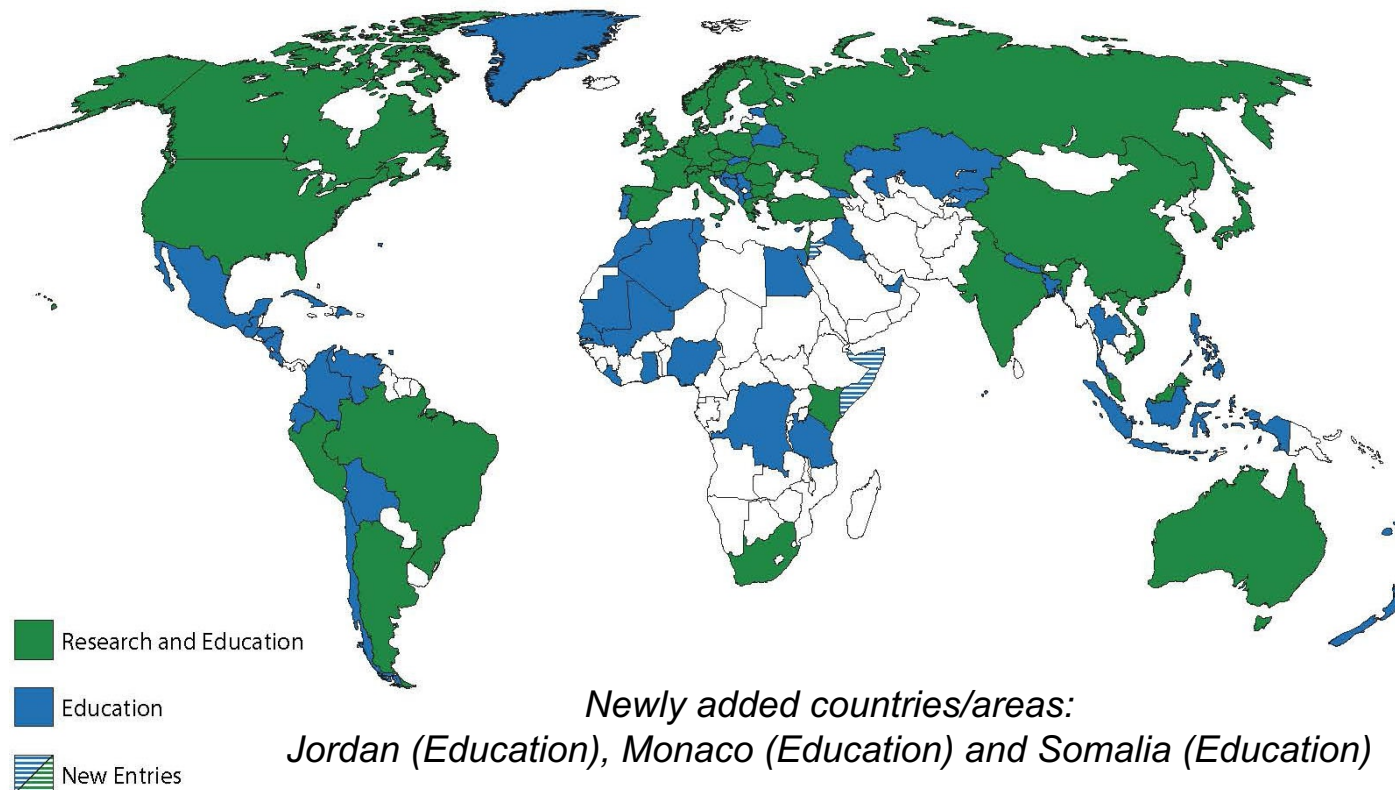 Research and Education
Education
New Entries
Newly added countries/areas:
Jordan (Education), Monaco (Education) and Somalia (Education)